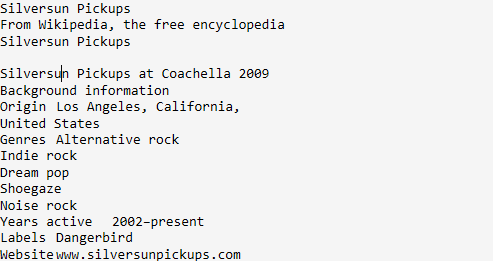 Silversun Pickups
From Wikipedia, the free encyclopedia
Silversun Pickups

Silversun Pickups at Coachella 2009
Background information
Origin Los Angeles, California,
United States
Genres Alternative rock
Indie rock
Dream pop
Shoegaze
Noise rock
Years active 2002–present
Labels Dangerbird
Website www.silversunpickups.com